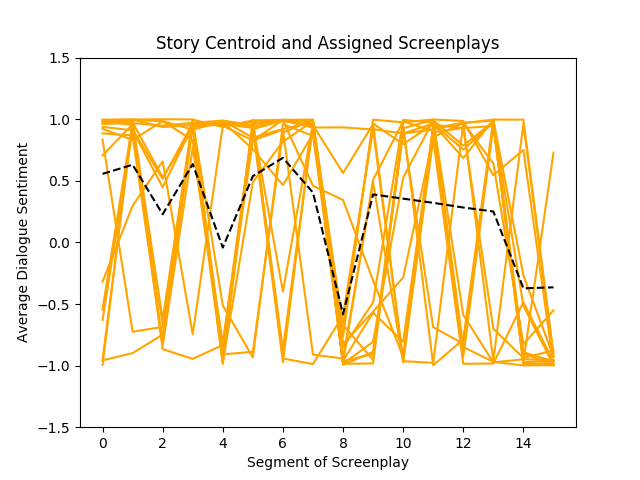 Story Centroid and Assigned Screenplays
Average Dialogue Sentiment
1.5
1.0
0.5
0.0
−0.5
−1.0
−1.5
0 2 4 6 8 10 12 14
Segment of Screenplay